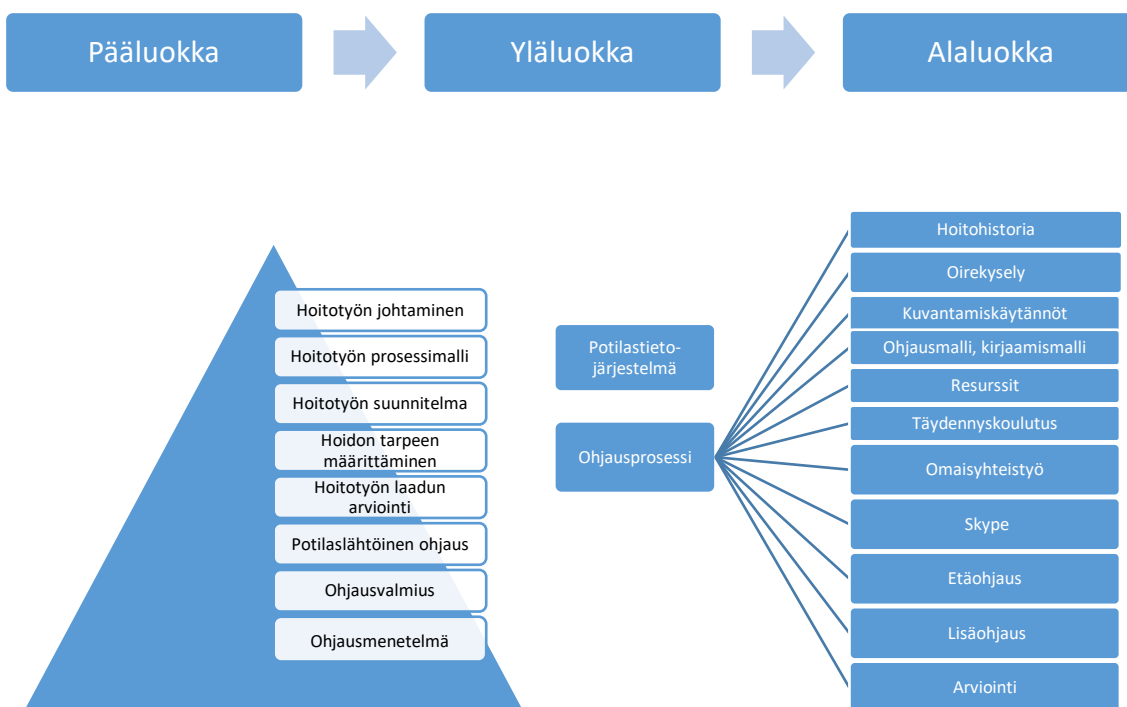 Pääluokka
Yläluokka
Alaluokka
Hoitotyön johtaminen
Hoitotyön prosessimalli
Hoitotyön suunnitelma
Hoidon tarpeen
määrittäminen
Hoitotyön laadun
arviointi
Potilaslähtöinen ohjaus
Ohjausvalmius
Ohjausmenetelmä
Potilastieto-
järjestelmä
Ohjausprosessi
Hoitohistoria
Oirekysely
Kuvantamiskäytännöt
Ohjausmalli, kirjaamismalli
Resurssit
Täydennyskoulutus
Omaisyhteistyö
Skype
Etäohjaus
Lisäohjaus
Arviointi